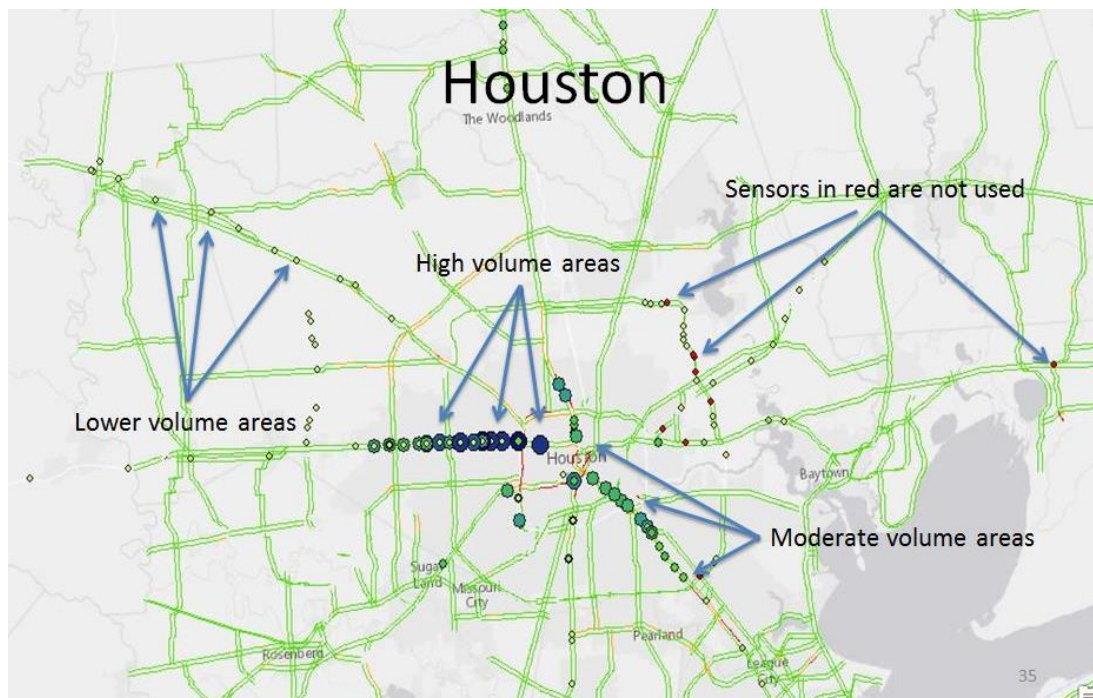 Houston
The Woodlands
Sensors in red are not used
High volume areas
Lower volume areas
Houston
Baytown
Moderate volume areas
Sugar
Land
Missouri
City
Pearland
Rosenberg
League
City
35